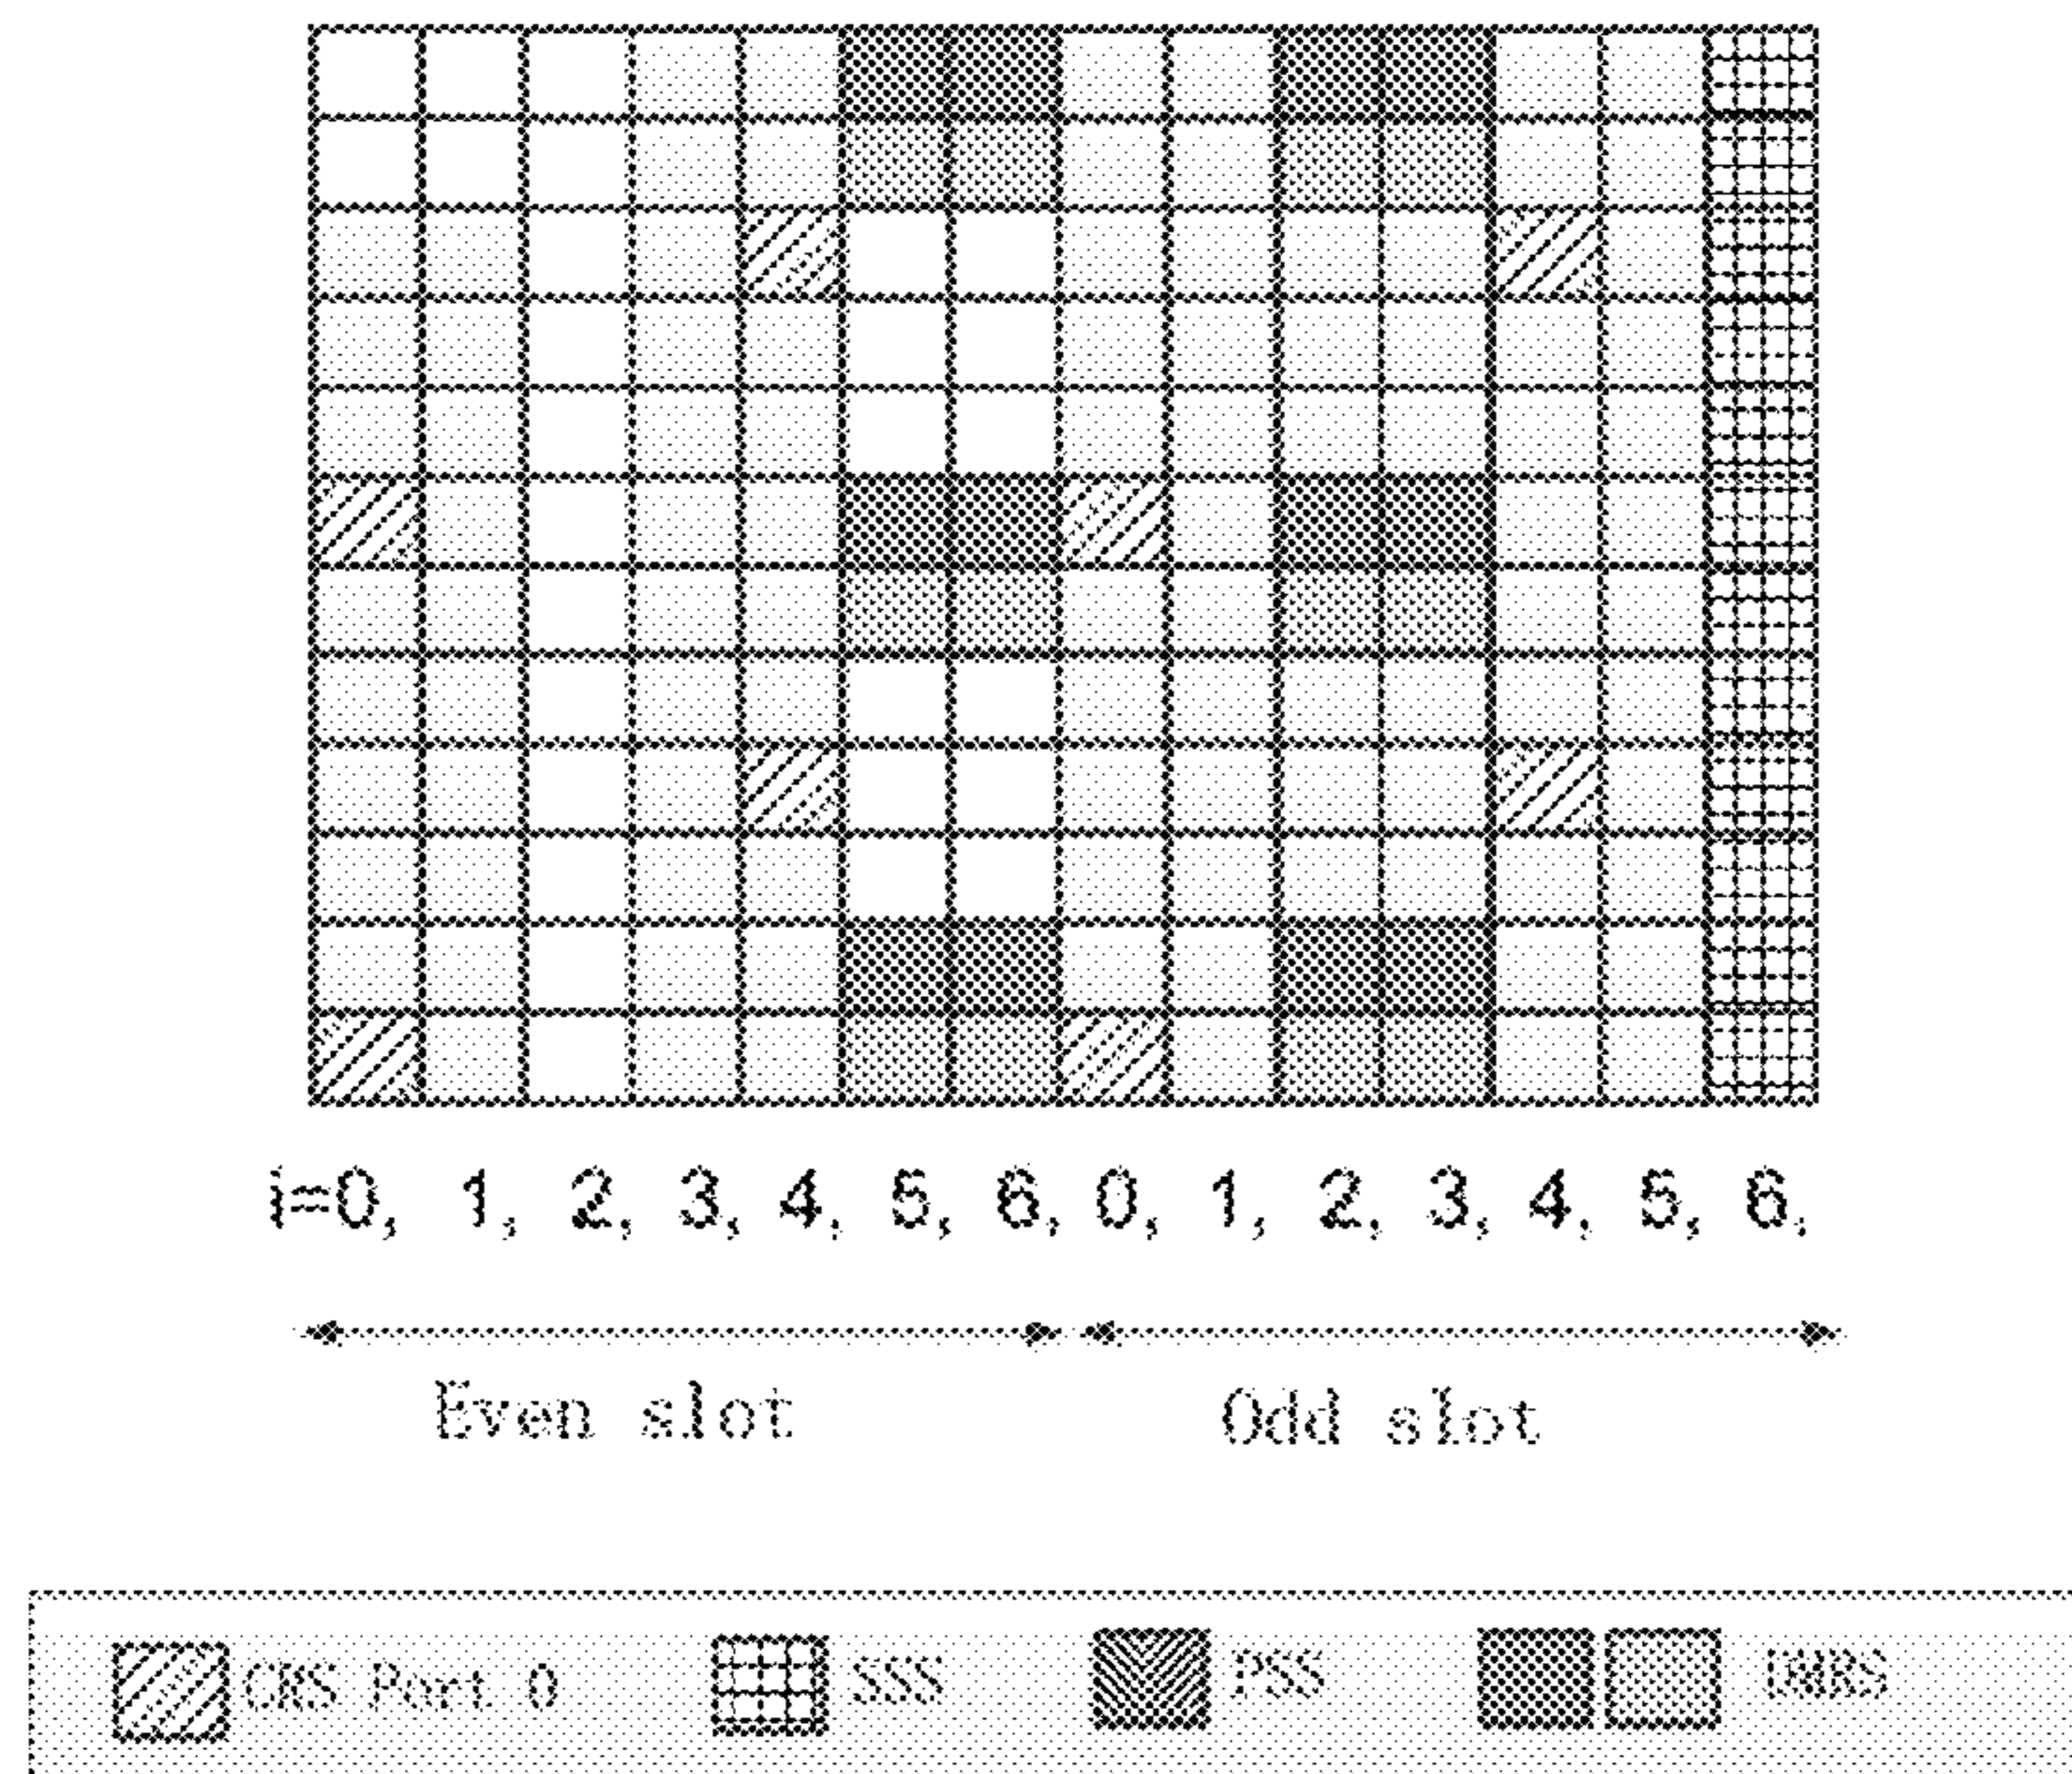 i=0, 1, 2, 3, 4, 5, 6, 0, 1, 2, 3, 4, 5, 6,
Even slot Odd slot
CRS Port 0 SSS PSS DMRS